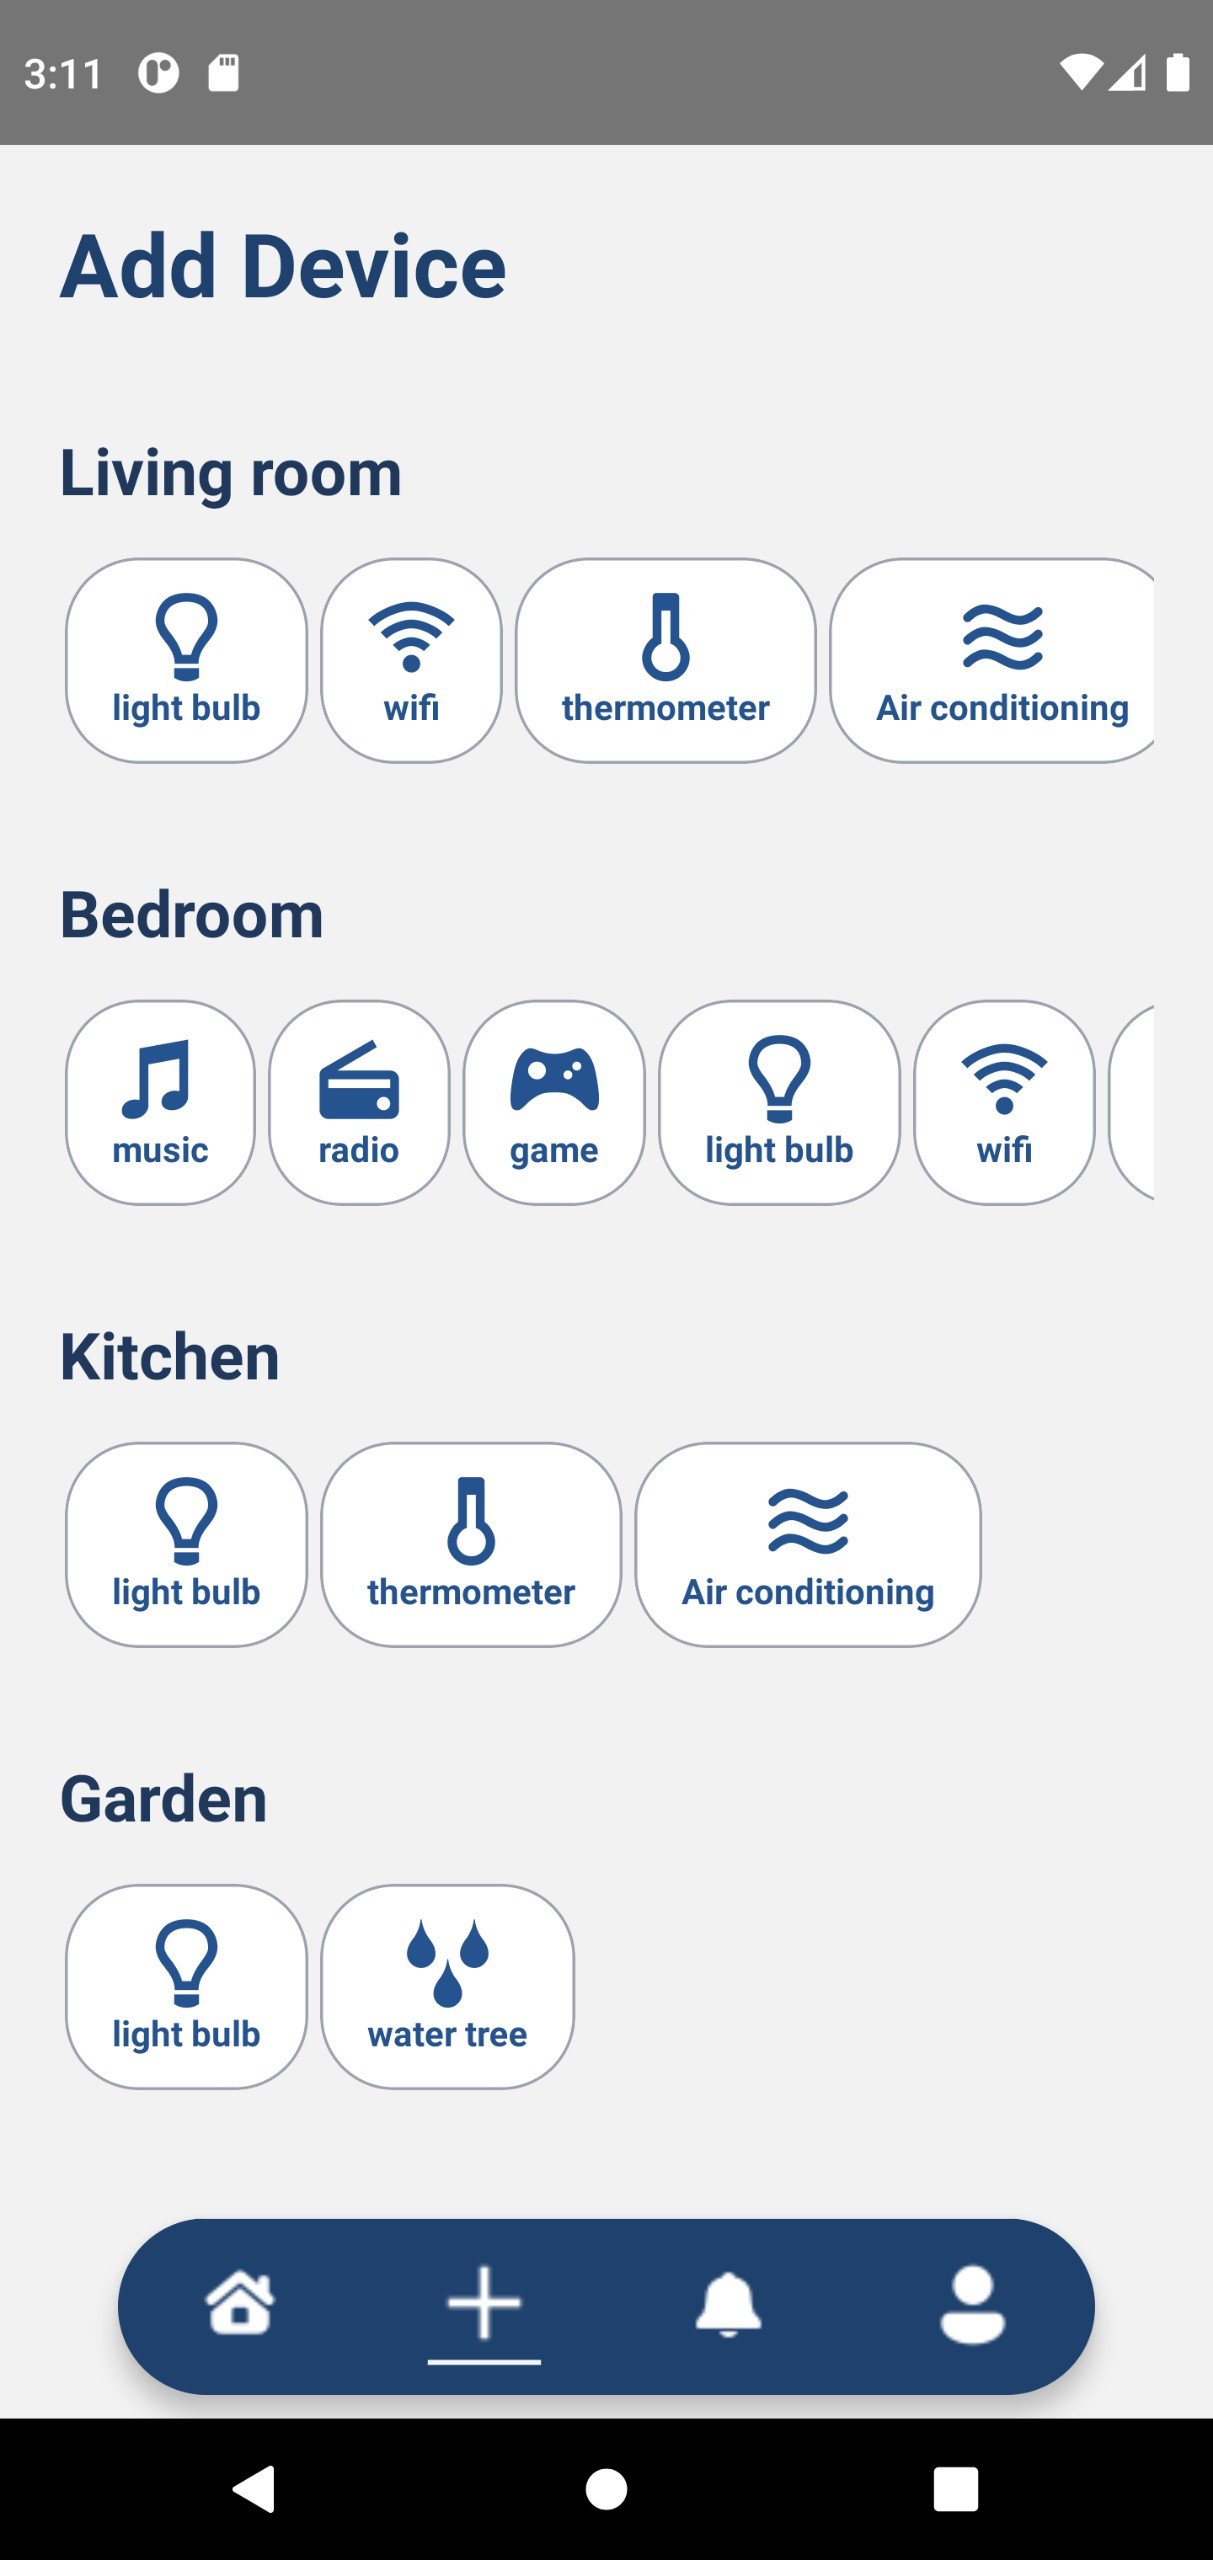 3:11
Add Device
Living room
light bulb wifi thermometer Air conditioning
Bedroom
music radio game light bulb wifi
Kitchen
light bulb thermometer Air conditioning
Garden
light bulb water tree